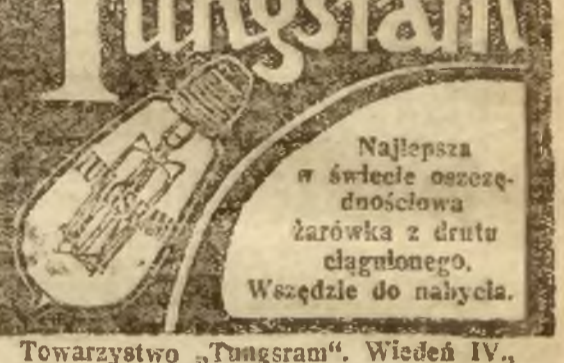 Tungsram
Najlepsza
w świecie oszczę-
dnościowa
żarówka z drutu
ciągnionego.
Wszędzie do nabycia.
Towarzystwo „Tungsram“. Wiedeń IV.,